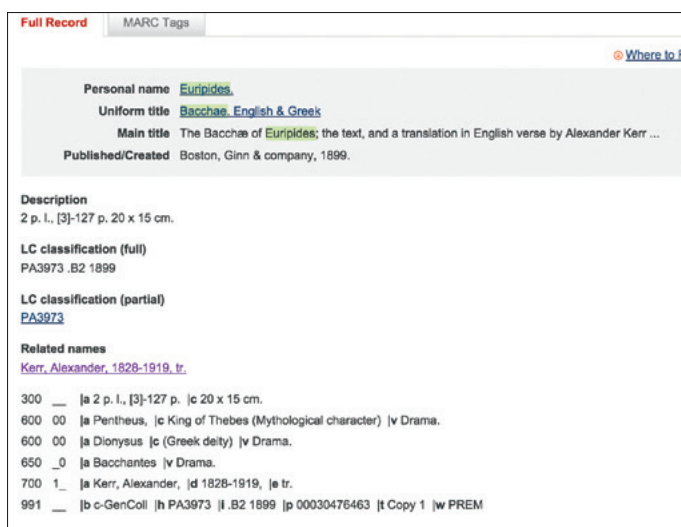 Full Record MARC Tags
Where to
Personal name Euripides.
Uniform title Bacchae. English & Greek
Main title The Bacchæ of Euripides; the text, and a translation in English verse by Alexander Kerr ...
Published/Created Boston, Ginn & company, 1899.
Description
2 p. l., [3]-127 p. 20 x 15 cm.
LC classification (full)
PA3973 .B2 1899
LC classification (partial)
PA3973
Related names
Kerr, Alexander, 1828-1919, tr.
300 __ |a 2 p. l., [3]-127 p. |c 20 x 15 cm.
600 00 |a Pentheus, |c King of Thebes (Mythological character) |v Drama.
600 00 |a Dionysus |c (Greek deity) |v Drama.
650 _0 |a Bacchantes |v Drama.
700 1_ |a Kerr, Alexander, |d 1828-1919, |e tr.
991 __ |b c-GenColl |h PA3973 |i .B2 1899 |p 00030476463 |t Copy 1 |w PREM